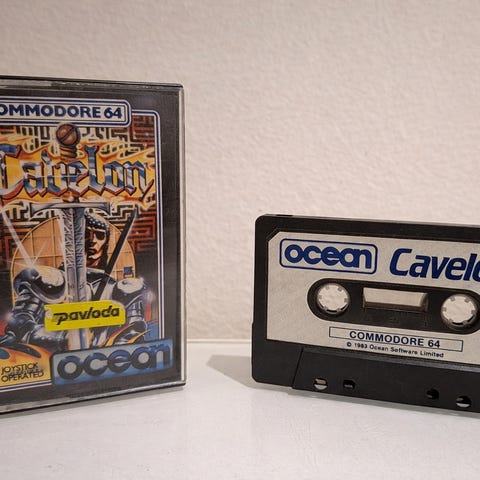 COMMODORE 64
Cavelon
pavloda
JOYSTICK
OPERATED
ocean
ocean Cavelo
COMMODORE 64
© 1983 Ocean Software Limited